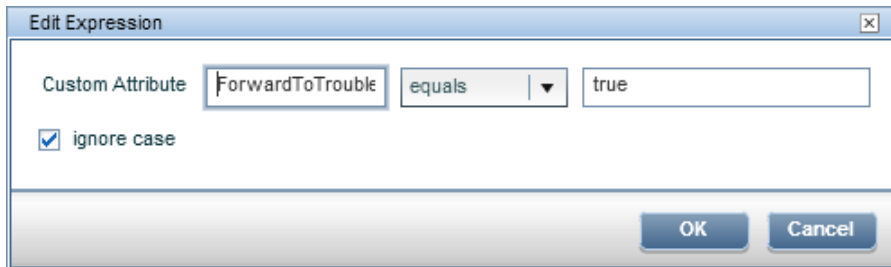 Edit Expression
Custom Attribute ForwardToTrouble equals true
ignore case
OK Cancel